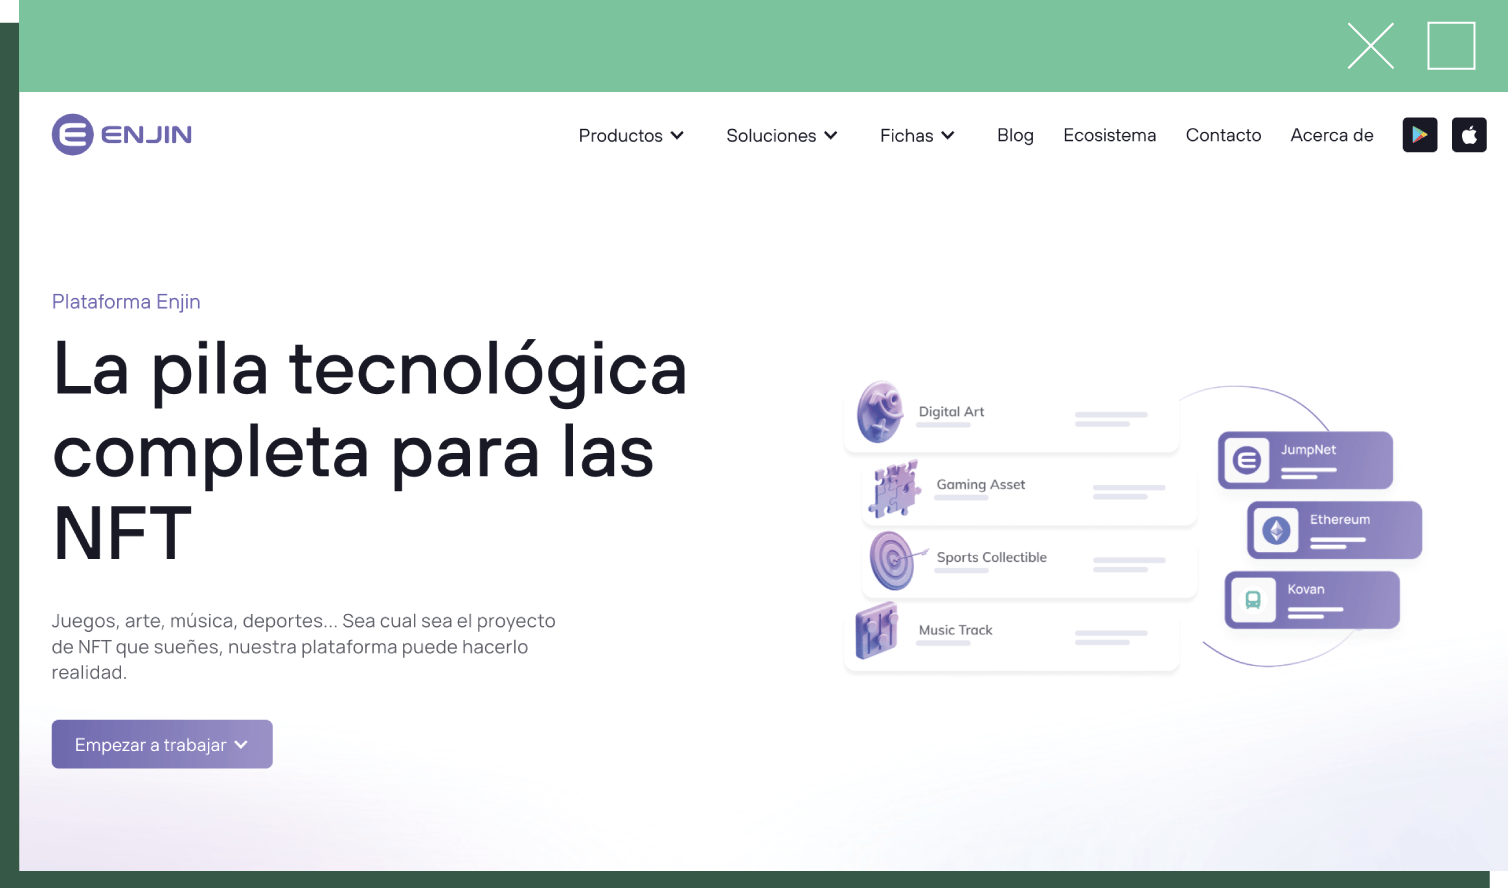 ENJIN
Productos
Soluciones
Fichas
Blog
Ecosistema
Contacto
Acerca de
Plataforma Enjin
La pila tecnológica
completa para las
NFT
Juegos, arte, música, deportes... Sea cual sea el proyecto
de NFT que sueñes, nuestra plataforma puede hacerlo
realidad.
Empezar a trabajar
Digital Art
Gaming Asset
Sports Collectible
Music Track
JumpNet
Ethereum
Kovan